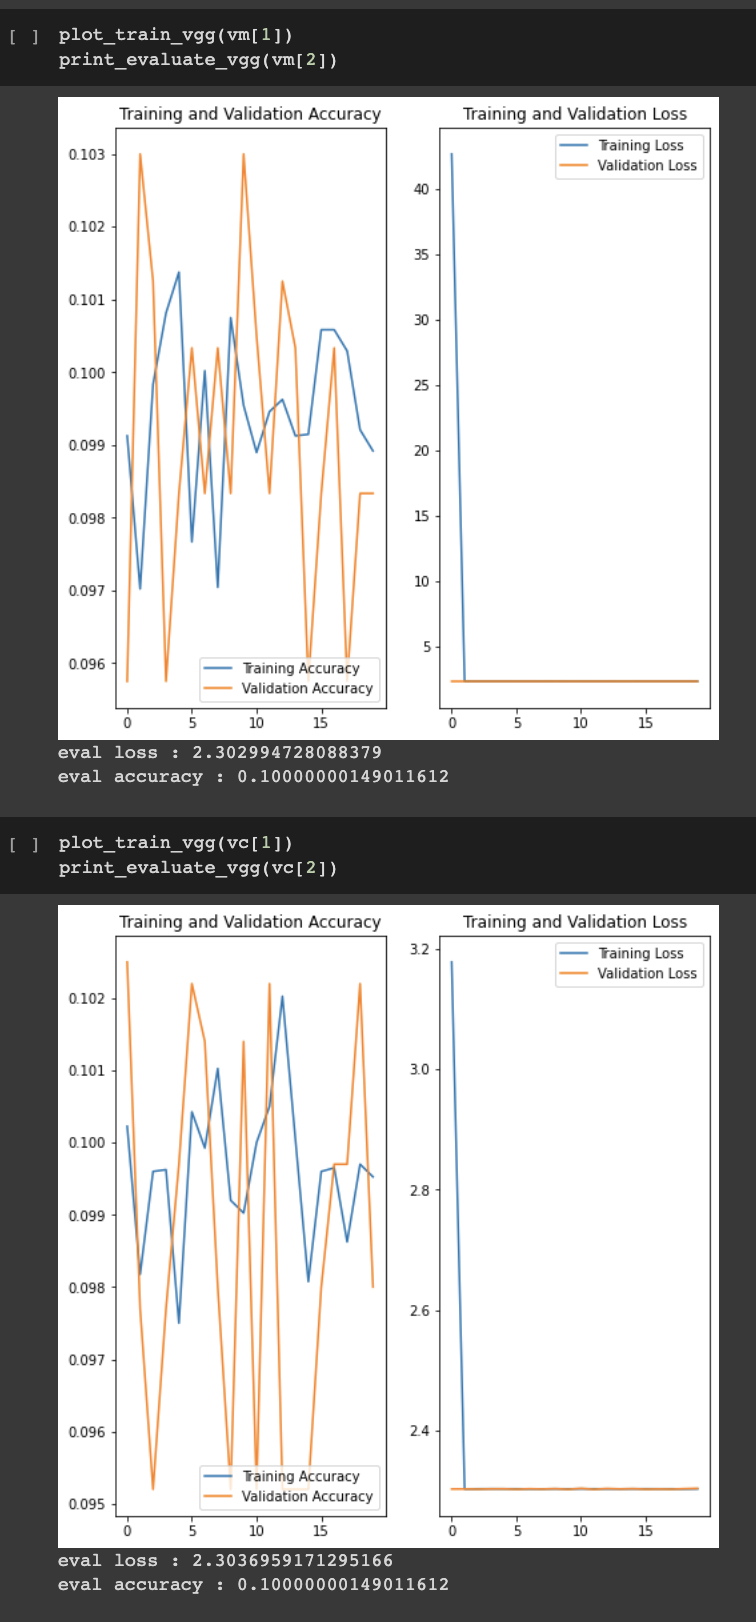 [ ] plot_train_vgg(vm[1])
print_evaluate_vgg(vm[2])
Training and Validation Accuracy
0.103
0.102
0.101
0.100
0.099
0.098
0.097
0.096
Training Accuracy
Validation Accuracy
0 5 10 15
Training and Validation Loss
Training Loss
Validation Loss
40
35
30
25
20
15
10
5
0 5 10 15
eval loss : 2.302994728088379
eval accuracy : 0.10000000149011612
[ ] plot_train_vgg(vc[1])
print_evaluate_vgg(vc[2])
Training and Validation Accuracy
0.102
0.101
0.100
0.099
0.098
0.097
0.096
0.095
Training Accuracy
Validation Accuracy
0 5 10 15
Training and Validation Loss
Training Loss
Validation Loss
3.2
3.0
2.8
2.6
2.4
0 5 10 15
eval loss : 2.3036959171295166
eval accuracy : 0.10000000149011612